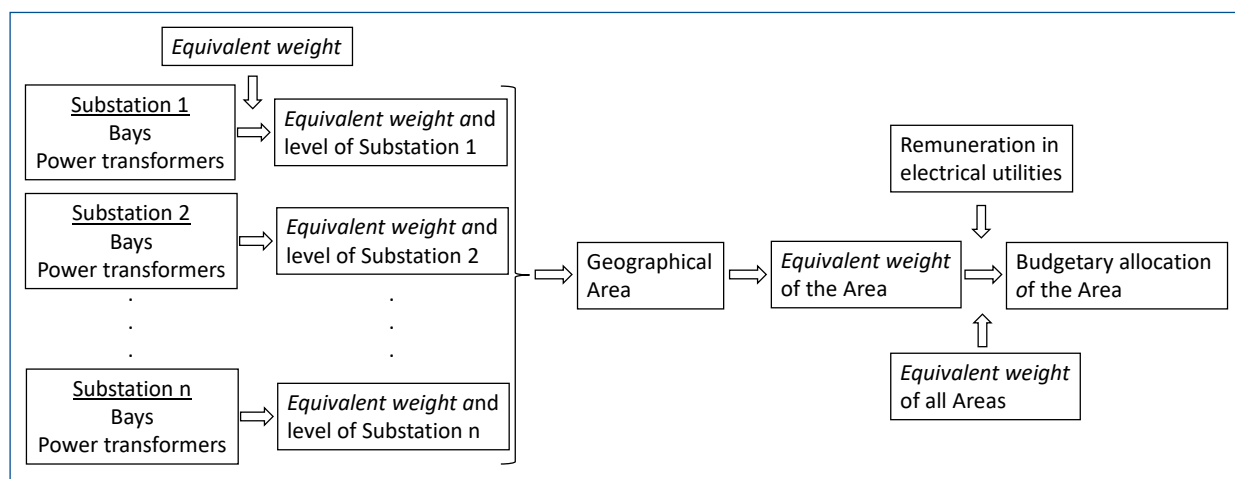 Equivalent weight
Substation 1
Bays
Power transformers
Equivalent weight and
level of Substation 1
Substation 2
Bays
Power transformers
Equivalent weight and
level of Substation 2
.
.
.
.
.
.
Substation n
Bays
Power transformers
Equivalent weight and
level of Substation n
Geographical
Area
Equivalent weight
of the Area
Remuneration in
electrical utilities
Budgetary allocation
of the Area
Equivalent weight
of all Areas